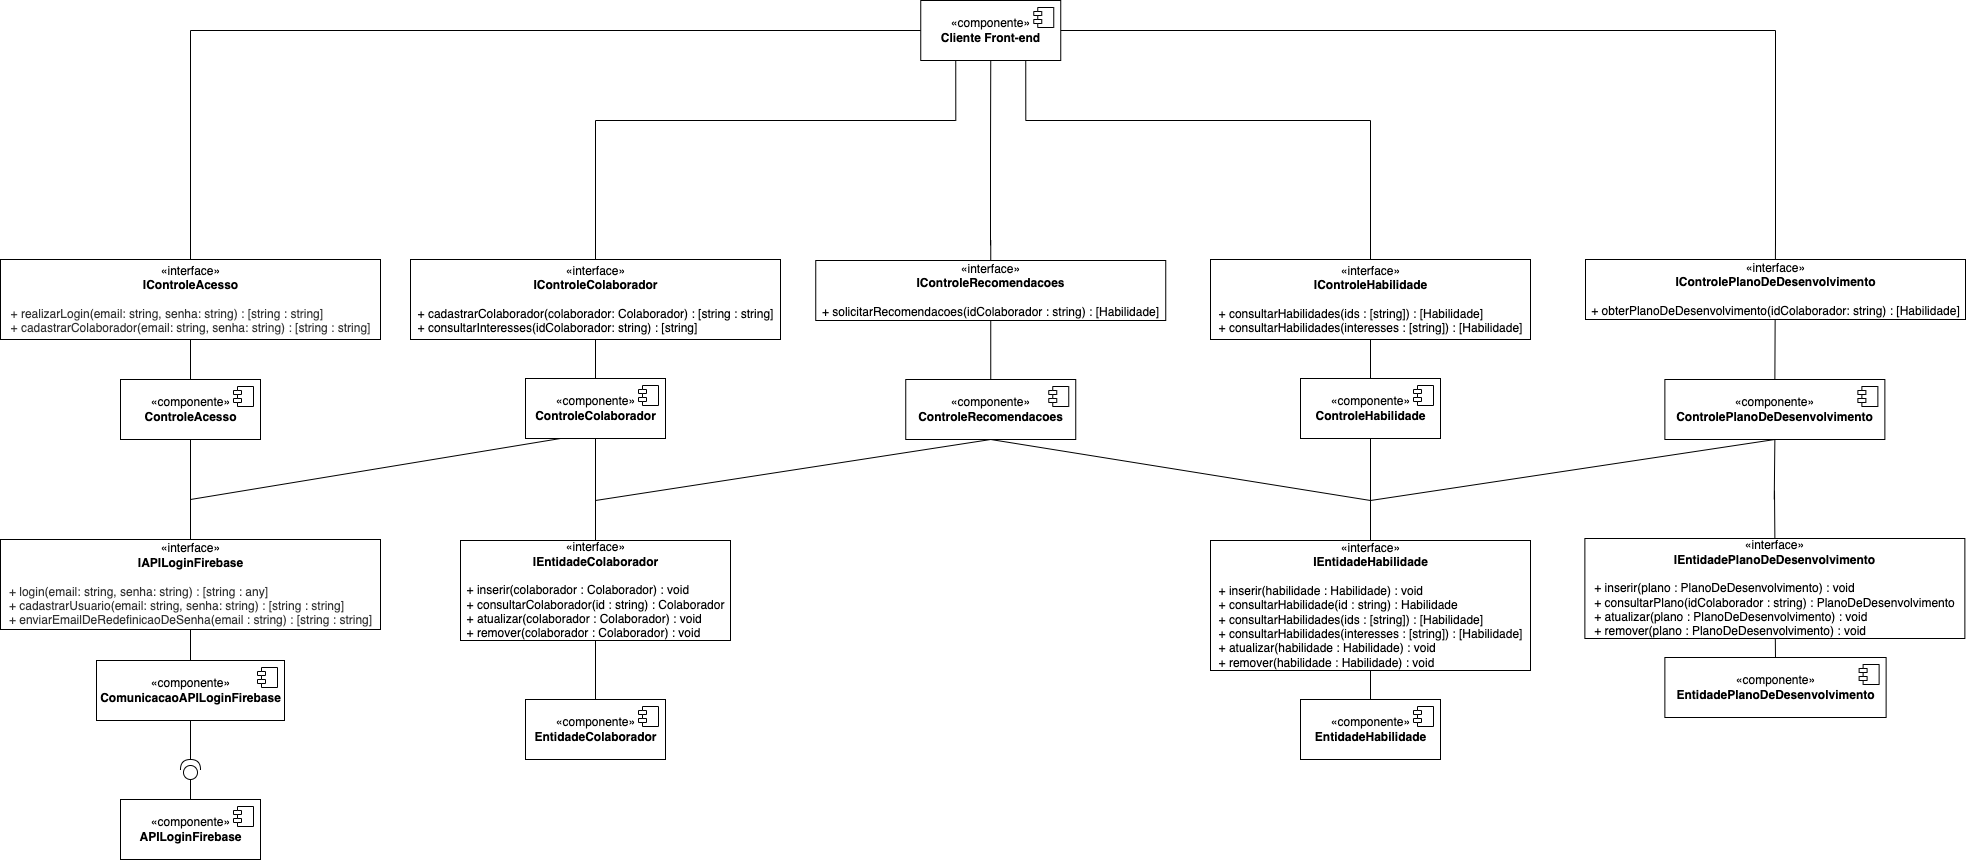 «componente»
Cliente Front-end
«interface»
IControleAcesso
+ realizarLogin(email: string, senha: string) : [string : string]
+ cadastrarColaborador(email: string, senha: string) : [string : string]
«interface»
IControleColaborador
+ cadastrarColaborador(colaborador: Colaborador) : [string : string]
+ consultarInteresses(idColaborador: string) : [string]
«interface»
IControleRecomendacoes
+ solicitarRecomendacoes(idColaborador : string) : [Habilidade]
«interface»
IControleHabilidade
+ consultarHabilidades(ids : [string]) : [Habilidade]
+ consultarHabilidades(interesses : [string]) : [Habilidade]
«interface»
IControlePlanoDeDesenvolvimento
+ obterPlanoDeDesenvolvimento(idColaborador: string) : [Habilidade]
«componente»
ControleAcesso
«componente»
ControleColaborador
«componente»
ControleRecomendacoes
«componente»
ControleHabilidade
«componente»
ControlePlanoDeDesenvolvimento
«interface»
IAPILoginFirebase
+ login(email: string, senha: string) : [string : any]
+ cadastrarUsuario(email: string, senha: string) : [string : string]
+ enviarEmailDeRedefinicaoDeSenha(email : string) : [string : string]
«interface»
IEntidadeColaborador
+ inserir(colaborador : Colaborador) : void
+ consultarColaborador(id : string) : Colaborador
+ atualizar(colaborador : Colaborador) : void
+ remover(colaborador : Colaborador) : void
«interface»
IEntidadeHabilidade
+ inserir(habilidade : Habilidade) : void
+ consultarHabilidade(id : string) : Habilidade
+ consultarHabilidades(ids : [string]) : [Habilidade]
+ consultarHabilidades(interesses : [string]) : [Habilidade]
+ atualizar(habilidade : Habilidade) : void
+ remover(habilidade : Habilidade) : void
«interface»
IEntidadePlanoDeDesenvolvimento
+ inserir(plano : PlanoDeDesenvolvimento) : void
+ consultarPlano(idColaborador : string) : PlanoDeDesenvolvimento
+ atualizar(plano : PlanoDeDesenvolvimento) : void
+ remover(plano : PlanoDeDesenvolvimento) : void
«componente»
ComunicacaoAPILoginFirebase
«componente»
EntidadeColaborador
«componente»
EntidadeHabilidade
«componente»
EntidadePlanoDeDesenvolvimento
«componente»
APILoginFirebase